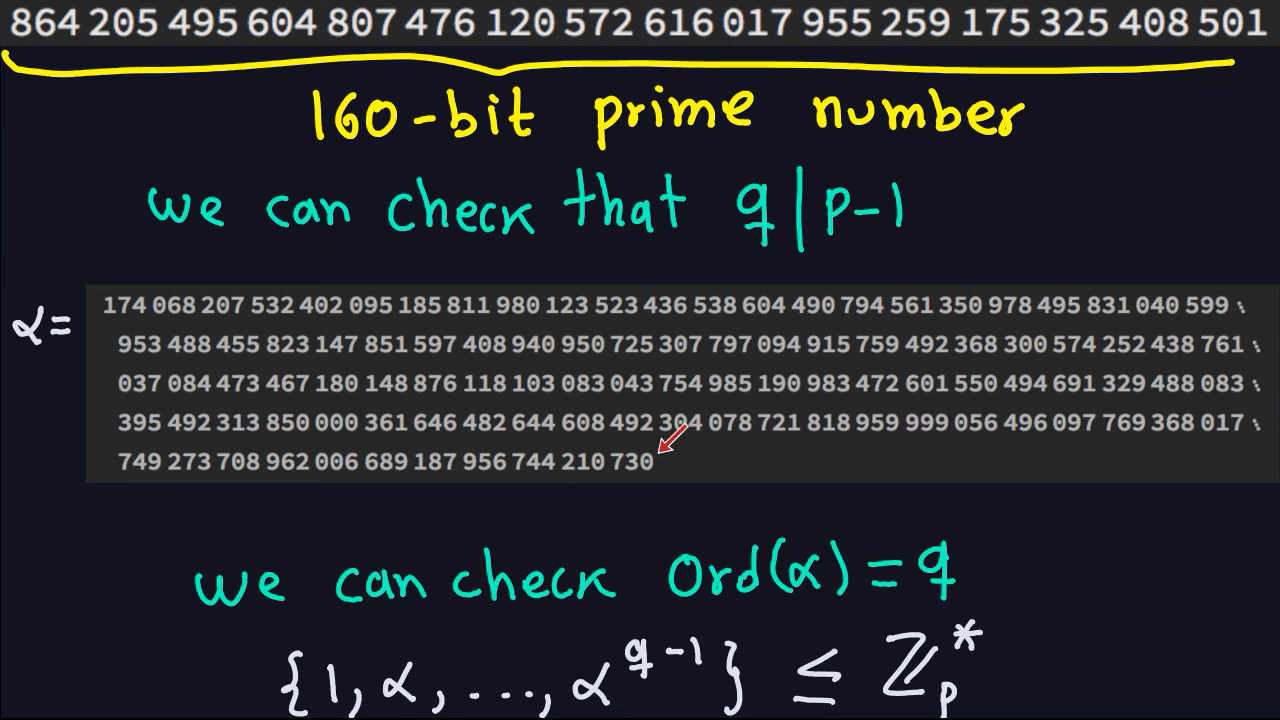 864 205 495 604 807 476 120 572 616 017 955 259 175 325 408 501
160-bit prime number
we can check that q | p-1
α= 174 068 207 532 402 095 185 811 980 123 523 436 538 604 490 794 561 350 978 495 831 040 599 \
953 488 455 823 147 851 597 408 940 950 725 307 797 094 915 759 492 368 300 574 252 438 761 \
037 084 473 467 180 148 876 118 103 083 043 754 985 190 983 472 601 550 494 691 329 488 083 \
395 492 313 850 000 361 646 482 644 608 492 304 078 721 818 959 999 056 496 097 769 368 017 \
749 273 708 962 006 689 187 956 744 210 730
we can check Ord(α) = q
{1, α, ..., α^{q-1}} ≤ ℤ_p^*